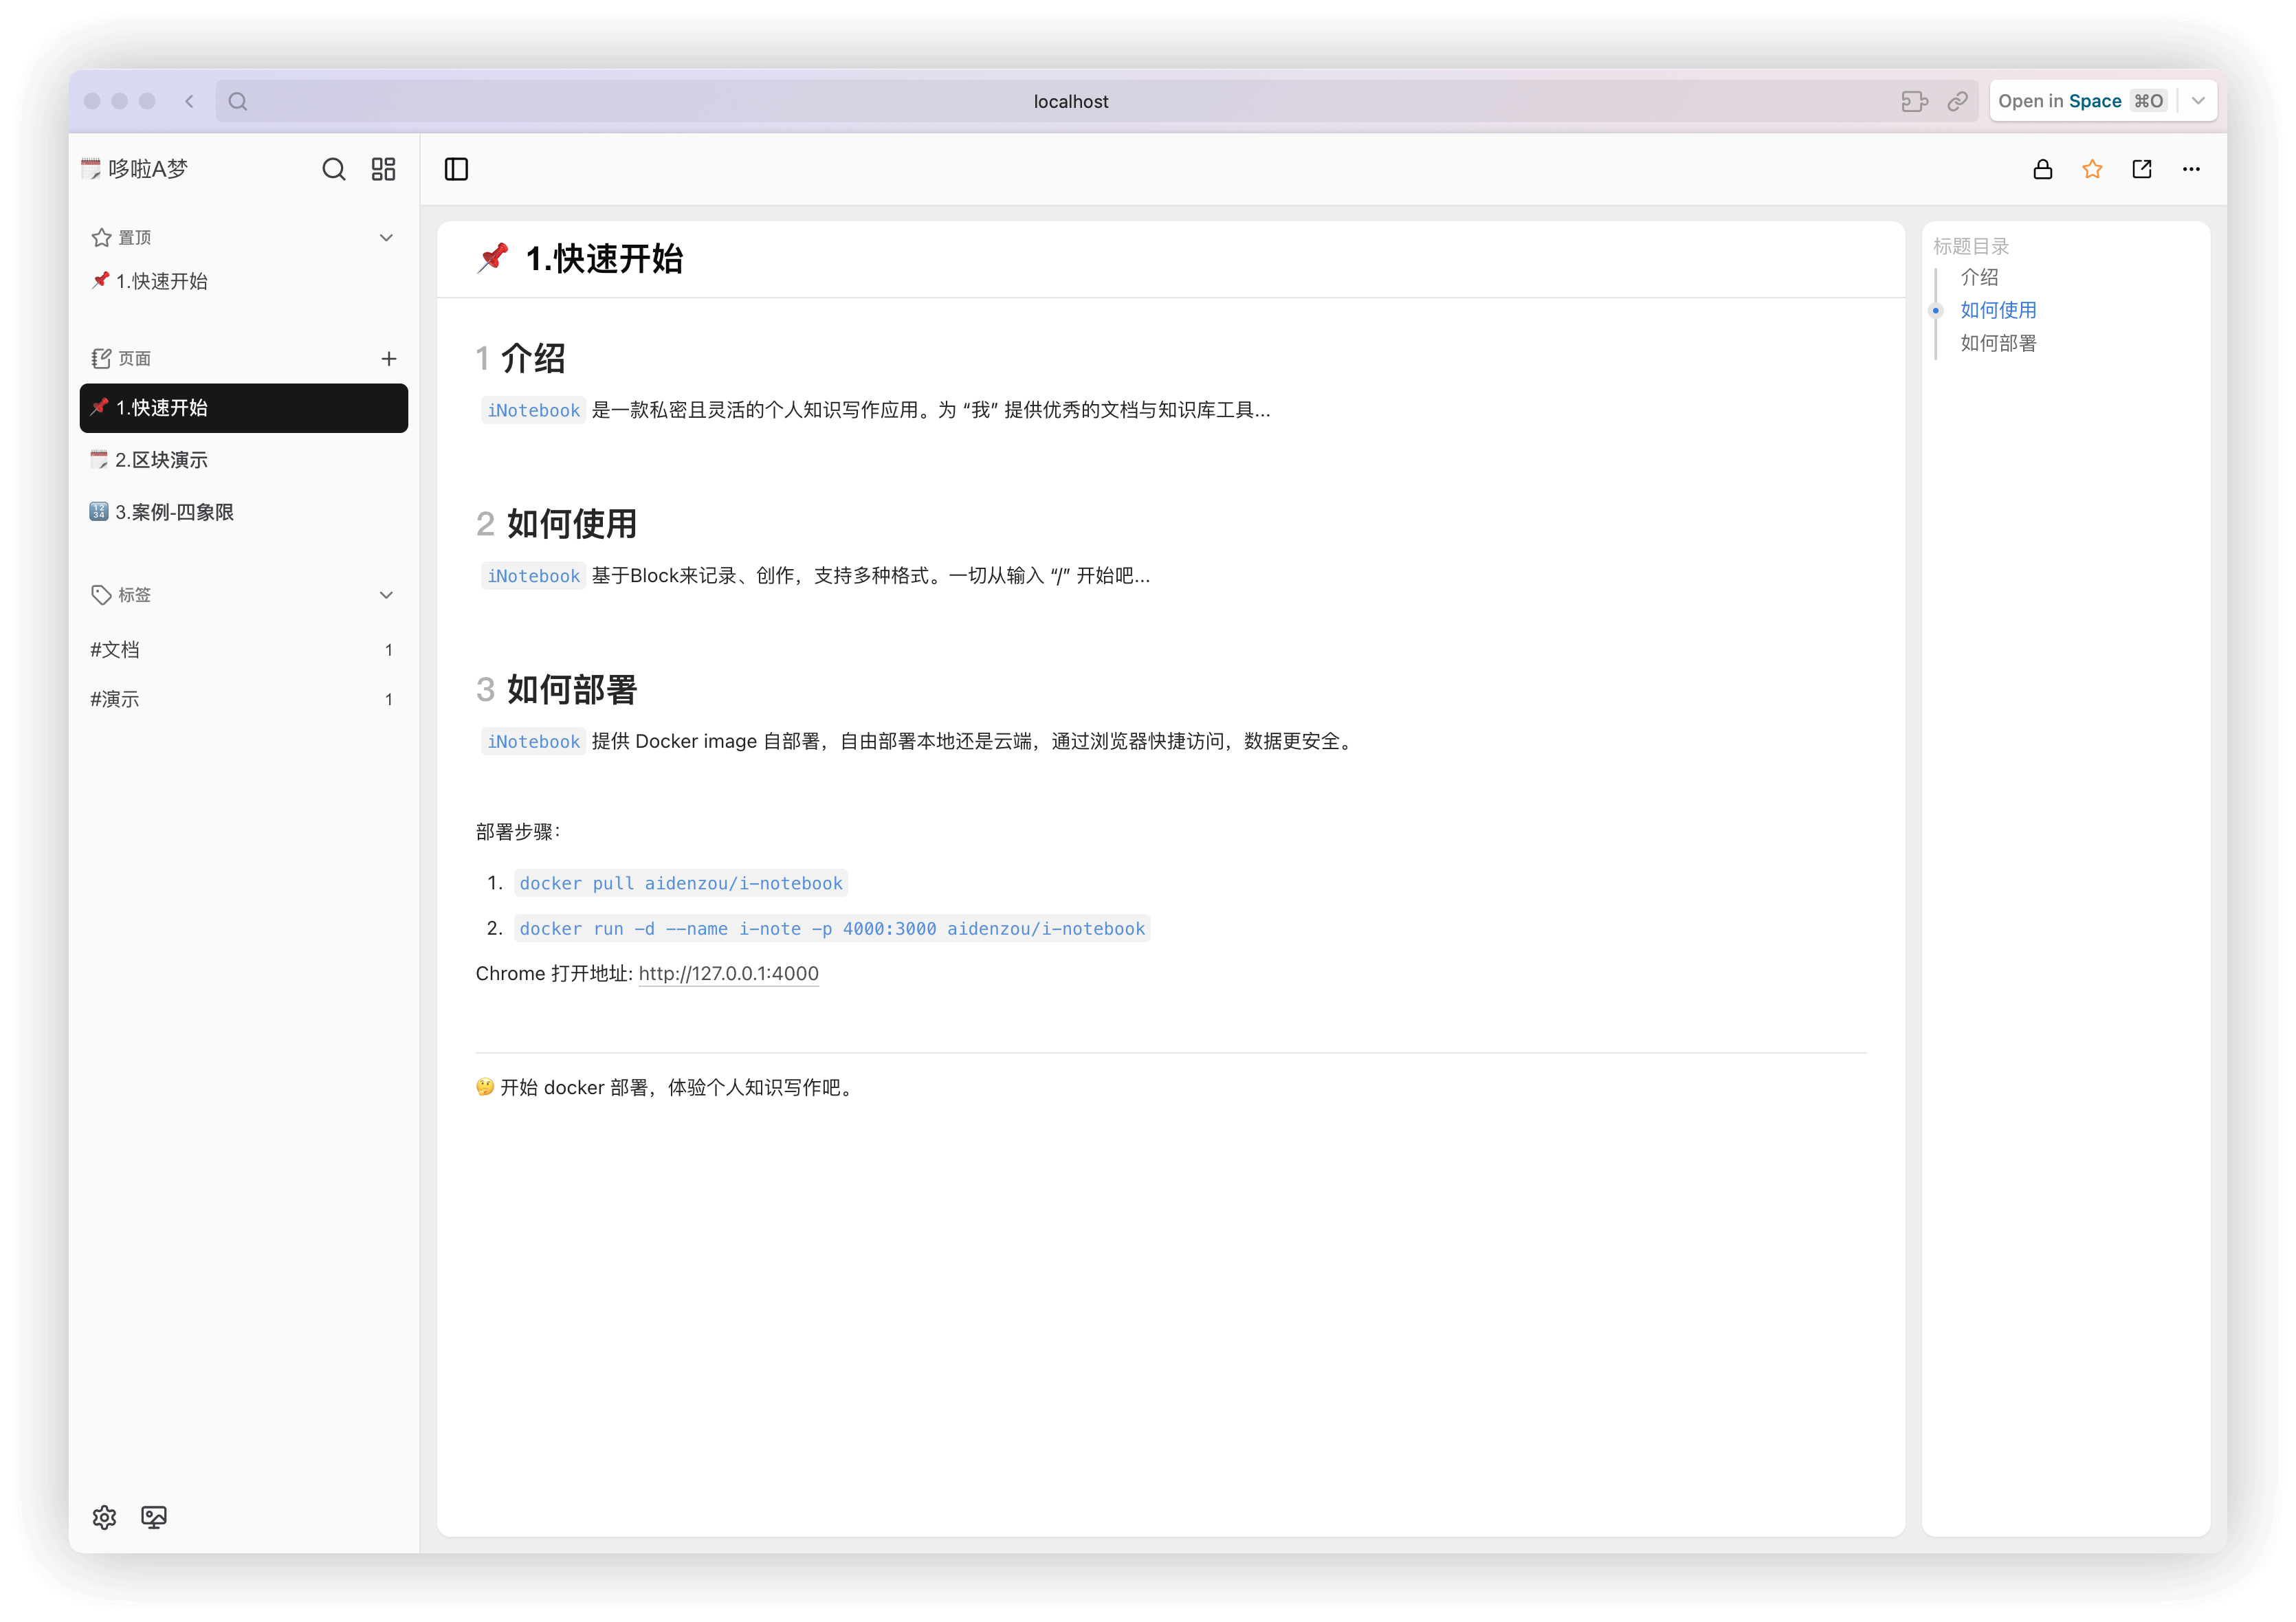 localhost
Open in Space ⌘O
哆啦A梦
置顶
1.快速开始
页面
1.快速开始
2.区块演示
3.案例-四象限
标签
#文档 1
#演示 1
1.快速开始
1 介绍
iNotebook 是一款私密且灵活的个人知识写作应用。为 “我” 提供优秀的文档与知识库工具...
2 如何使用
iNotebook 基于Block来记录、创作，支持多种格式。一切从输入 “/” 开始吧...
3 如何部署
iNotebook 提供 Docker image 自部署，自由部署本地还是云端，通过浏览器快捷访问，数据更安全。
部署步骤：
1. docker pull aidenzou/i-notebook
2. docker run -d --name i-note -p 4000:3000 aidenzou/i-notebook
Chrome 打开地址: http://127.0.0.1:4000
🤔 开始 docker 部署，体验个人知识写作吧。
标题目录
介绍
如何使用
如何部署